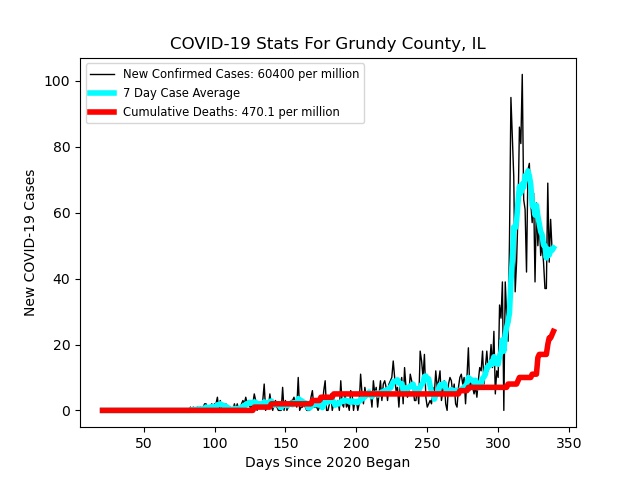 COVID-19 Stats For Grundy County, IL
New Confirmed Cases: 60400 per million
7 Day Case Average
Cumulative Deaths: 470.1 per million
New COVID-19 Cases
100
80
60
40
20
0
50
100
150
200
250
300
350
Days Since 2020 Began